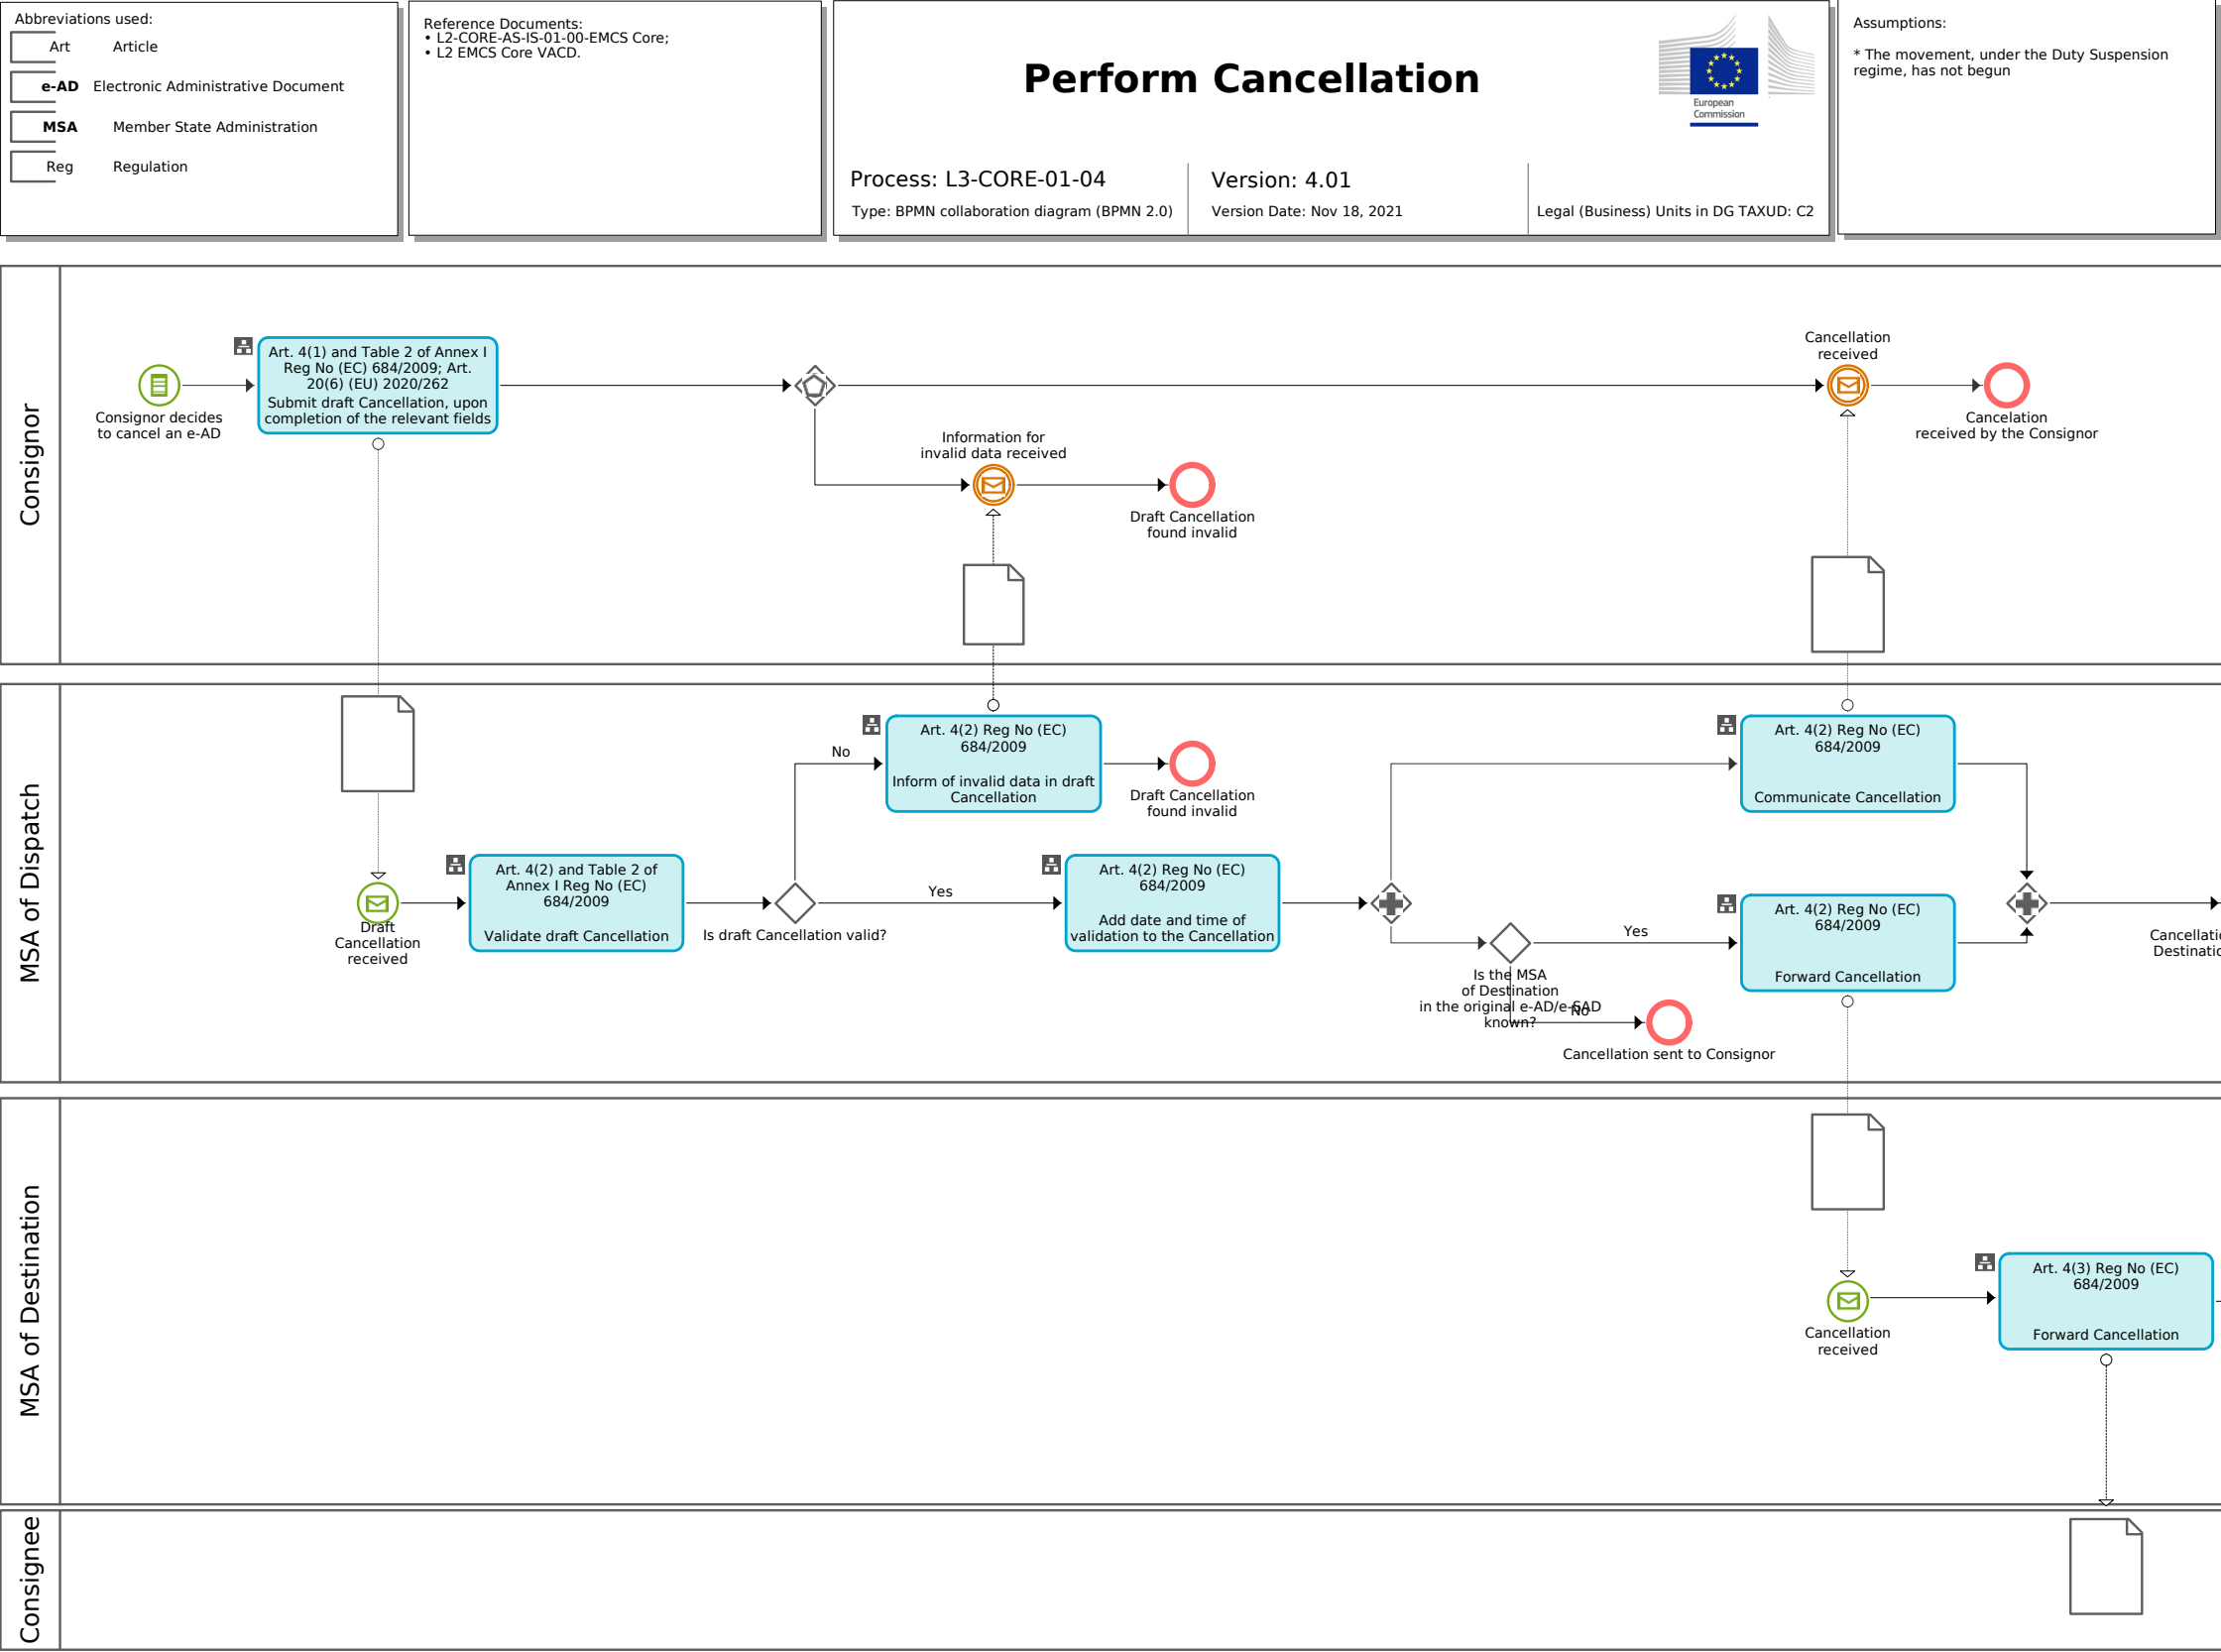 Abbreviations used:
Art Article
e-AD Electronic Administrative Document
MSA Member State Administration
Reg Regulation
Reference Documents:
• L2-CORE-AS-IS-01-00-EMCS Core;
• L2 EMCS Core VACD.
Perform Cancellation
European
Commission
Process: L3-CORE-01-04
Version: 4.01
Type: BPMN collaboration diagram (BPMN 2.0)
Version Date: Nov 18, 2021
Legal (Business) Units in DG TAXUD: C2
Assumptions:
* The movement, under the Duty Suspension
regime, has not begun
Consignor
Consignor decides
to cancel an e-AD
Art. 4(1) and Table 2 of Annex I
Reg No (EC) 684/2009; Art.
20(6) (EU) 2020/262
Submit draft Cancellation, upon
completion of the relevant fields
Information for
invalid data received
Draft Cancellation
found invalid
Cancellation
received
Cancelation
received by the Consignor
MSA of Dispatch
Draft
Cancellation
received
Art. 4(2) and Table 2 of
Annex I Reg No (EC)
684/2009
Validate draft Cancellation
Is draft Cancellation valid?
No
Art. 4(2) Reg No (EC)
684/2009
Inform of invalid data in draft
Cancellation
Draft Cancellation
found invalid
Yes
Art. 4(2) Reg No (EC)
684/2009
Add date and time of
validation to the Cancellation
Is the MSA
of Destination
in the original e-AD/e-SAD
known?
No
Cancellation sent to Consignor
Yes
Art. 4(2) Reg No (EC)
684/2009
Communicate Cancellation
Art. 4(2) Reg No (EC)
684/2009
Forward Cancellation
Cancellati
Destinatio
MSA of Destination
Cancellation
received
Art. 4(3) Reg No (EC)
684/2009
Forward Cancellation
Consignee